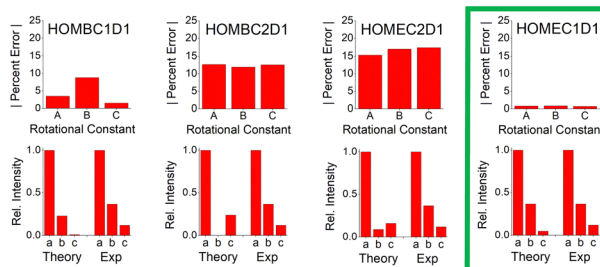 HOMBC1D1
| Percent Error |
25
20
15
10
5
0
A B C
Rotational Constant
HOMBC2D1
| Percent Error |
25
20
15
10
5
0
A B C
Rotational Constant
HOMEC2D1
| Percent Error |
25
20
15
10
5
0
A B C
Rotational Constant
HOMEC1D1
| Percent Error |
25
20
15
10
5
0
A B C
Rotational Constant
Rel. Intensity
1.0
0.5
0.0
a b c a b c
Theory Exp
Rel. Intensity
1.0
0.5
0.0
a b c a b c
Theory Exp
Rel. Intensity
1.0
0.5
0.0
a b c a b c
Theory Exp
Rel. Intensity
1.0
0.5
0.0
a b c a b c
Theory Exp